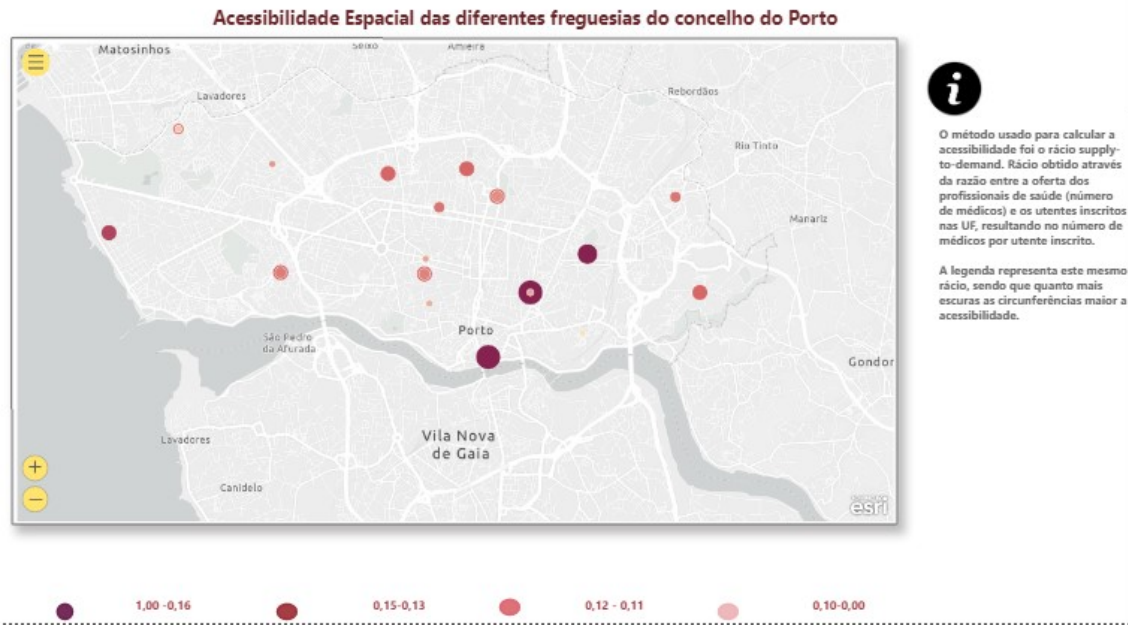 Acessibilidade Espacial das diferentes freguesias do concelho do Porto
Matosinhos
Amieira
Lavadores
Rebordãos
Rio Tinto
Manariz
O método usado para calcular a
acessibilidade foi o rácio supply-
to-demand. Rácio obtido através
da razão entre a oferta dos
profissionais de saúde (número
de médicos) e os utentes inscritos
nas UF, resultando no número de
médicos por utente inscrito.
A legenda representa este mesmo
rácio, sendo que quanto mais
escuras as circunferências maior a
acessibilidade.
Porto
São Pedro
da Afurada
Gondor
Vila Nova
de Gaia
Lavadores
Canidelo
+
−
esri
1,00 -0,16
0,15-0,13
0,12 - 0,11
0,10-0,00